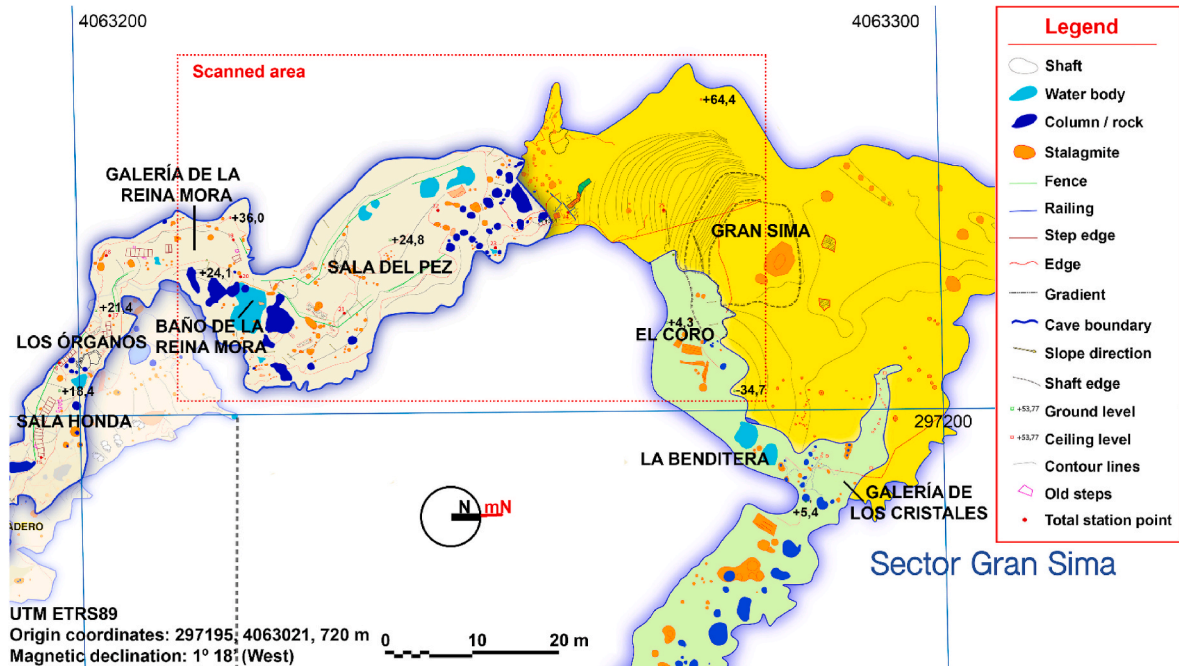 4063200
4063300
Scanned area
+64,4
GALERÍA DE LA
REINA MORA
+36,0
GRAN SIMA
+24,8
SALA DEL PEZ
+24,1
+21,4
BAÑO DE LA
REINA MORA
LOS ÓRGANOS
+4,3
EL CORO
+18,4
SALA HONDA
-34,7
297200
LA BENDITERA
GALERÍA DE
LOS CRISTALES
+5,4
N mN
ADERO
Sector Gran Sima
UTM ETRS89
Origin coordinates: 297195, 4063021, 720 m
Magnetic declination: 1º 18' (West)
0 10 20 m
Legend
Shaft
Water body
Column / rock
Stalagmite
Fence
Railing
Step edge
Edge
Gradient
Cave boundary
Slope direction
Shaft edge
+53,77 Ground level
+53,77 Ceiling level
Contour lines
Old steps
Total station point